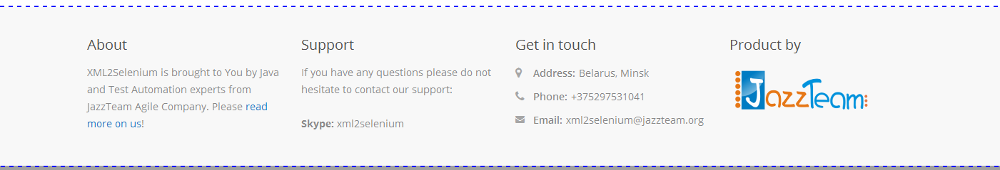 About
XML2Selenium is brought to You by Java
and Test Automation experts from
JazzTeam Agile Company. Please read
more on us!
Support
If you have any questions please do not
hesitate to contact our support:
Skype: xml2selenium
Get in touch
Address: Belarus, Minsk
Phone: +375297531041
Email: xml2selenium@jazzteam.org
Product by
JazzTeam